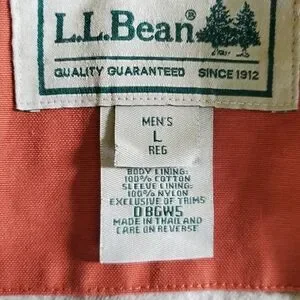 L.L.Bean®
QUALITY GUARANTEED SINCE 1912
MEN'S
L
REG
BODY LINING:
100% COTTON
SLEEVE LINING:
100% NYLON
EXCLUSIVE OF TRIMS
0BGW5
MADE IN THAILAND
CARE ON REVERSE